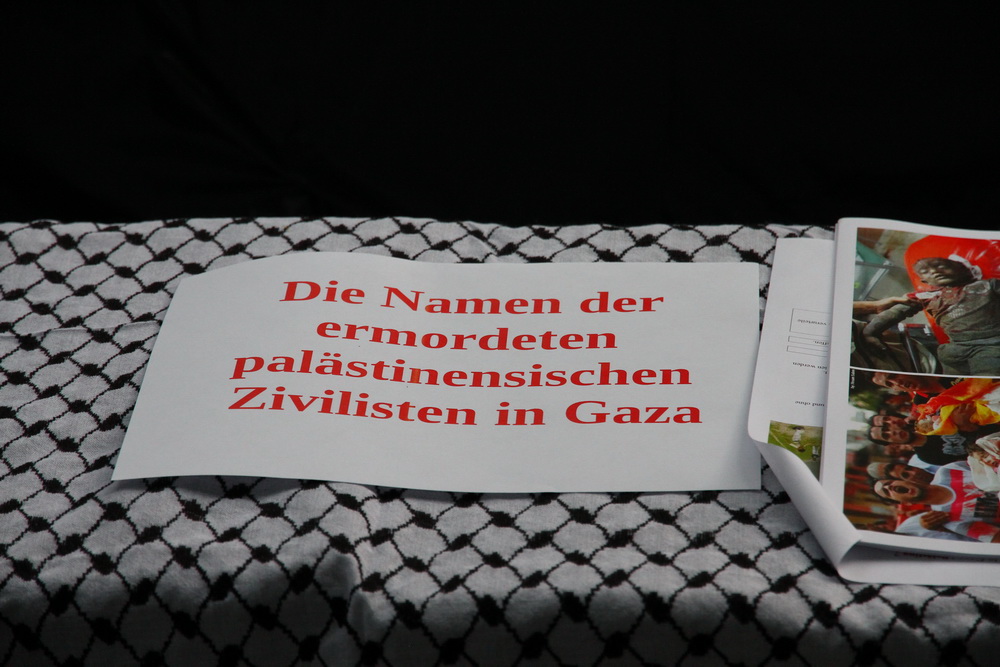 Die Namen der
ermordeten
palästinensischen
Zivilisten in Gaza